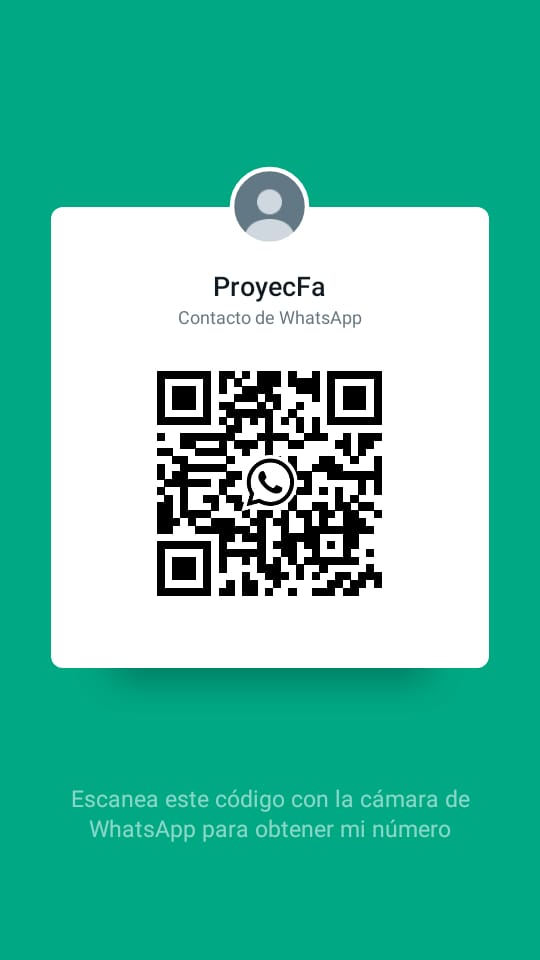 ProyecFa
Contacto de WhatsApp
Escanea este código con la cámara de
WhatsApp para obtener mi número